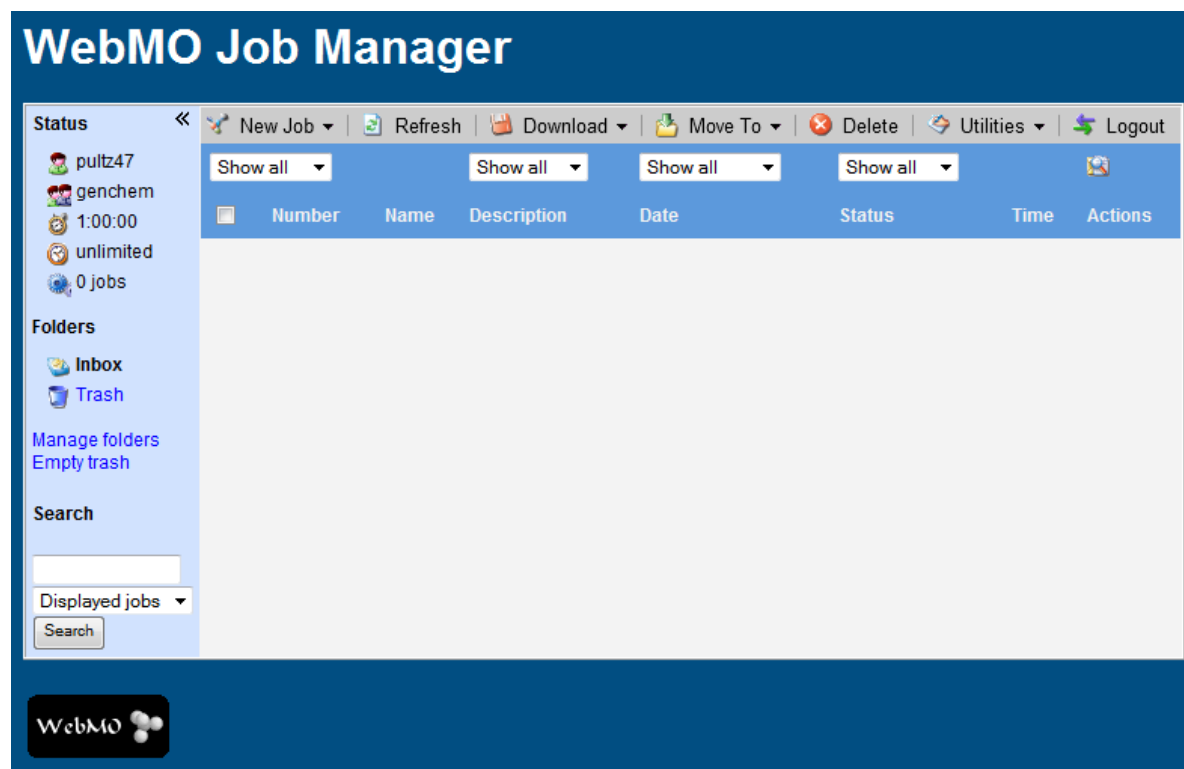 WebMO Job Manager
Status «
New Job Refresh Download Move To Delete Utilities Logout
pultz47
genchem
1:00:00
unlimited
0 jobs
Show all Show all Show all Show all
Number Name Description Date Status Time Actions
Folders
Inbox
Trash
Manage folders
Empty trash
Search
Displayed jobs
Search
WebMO